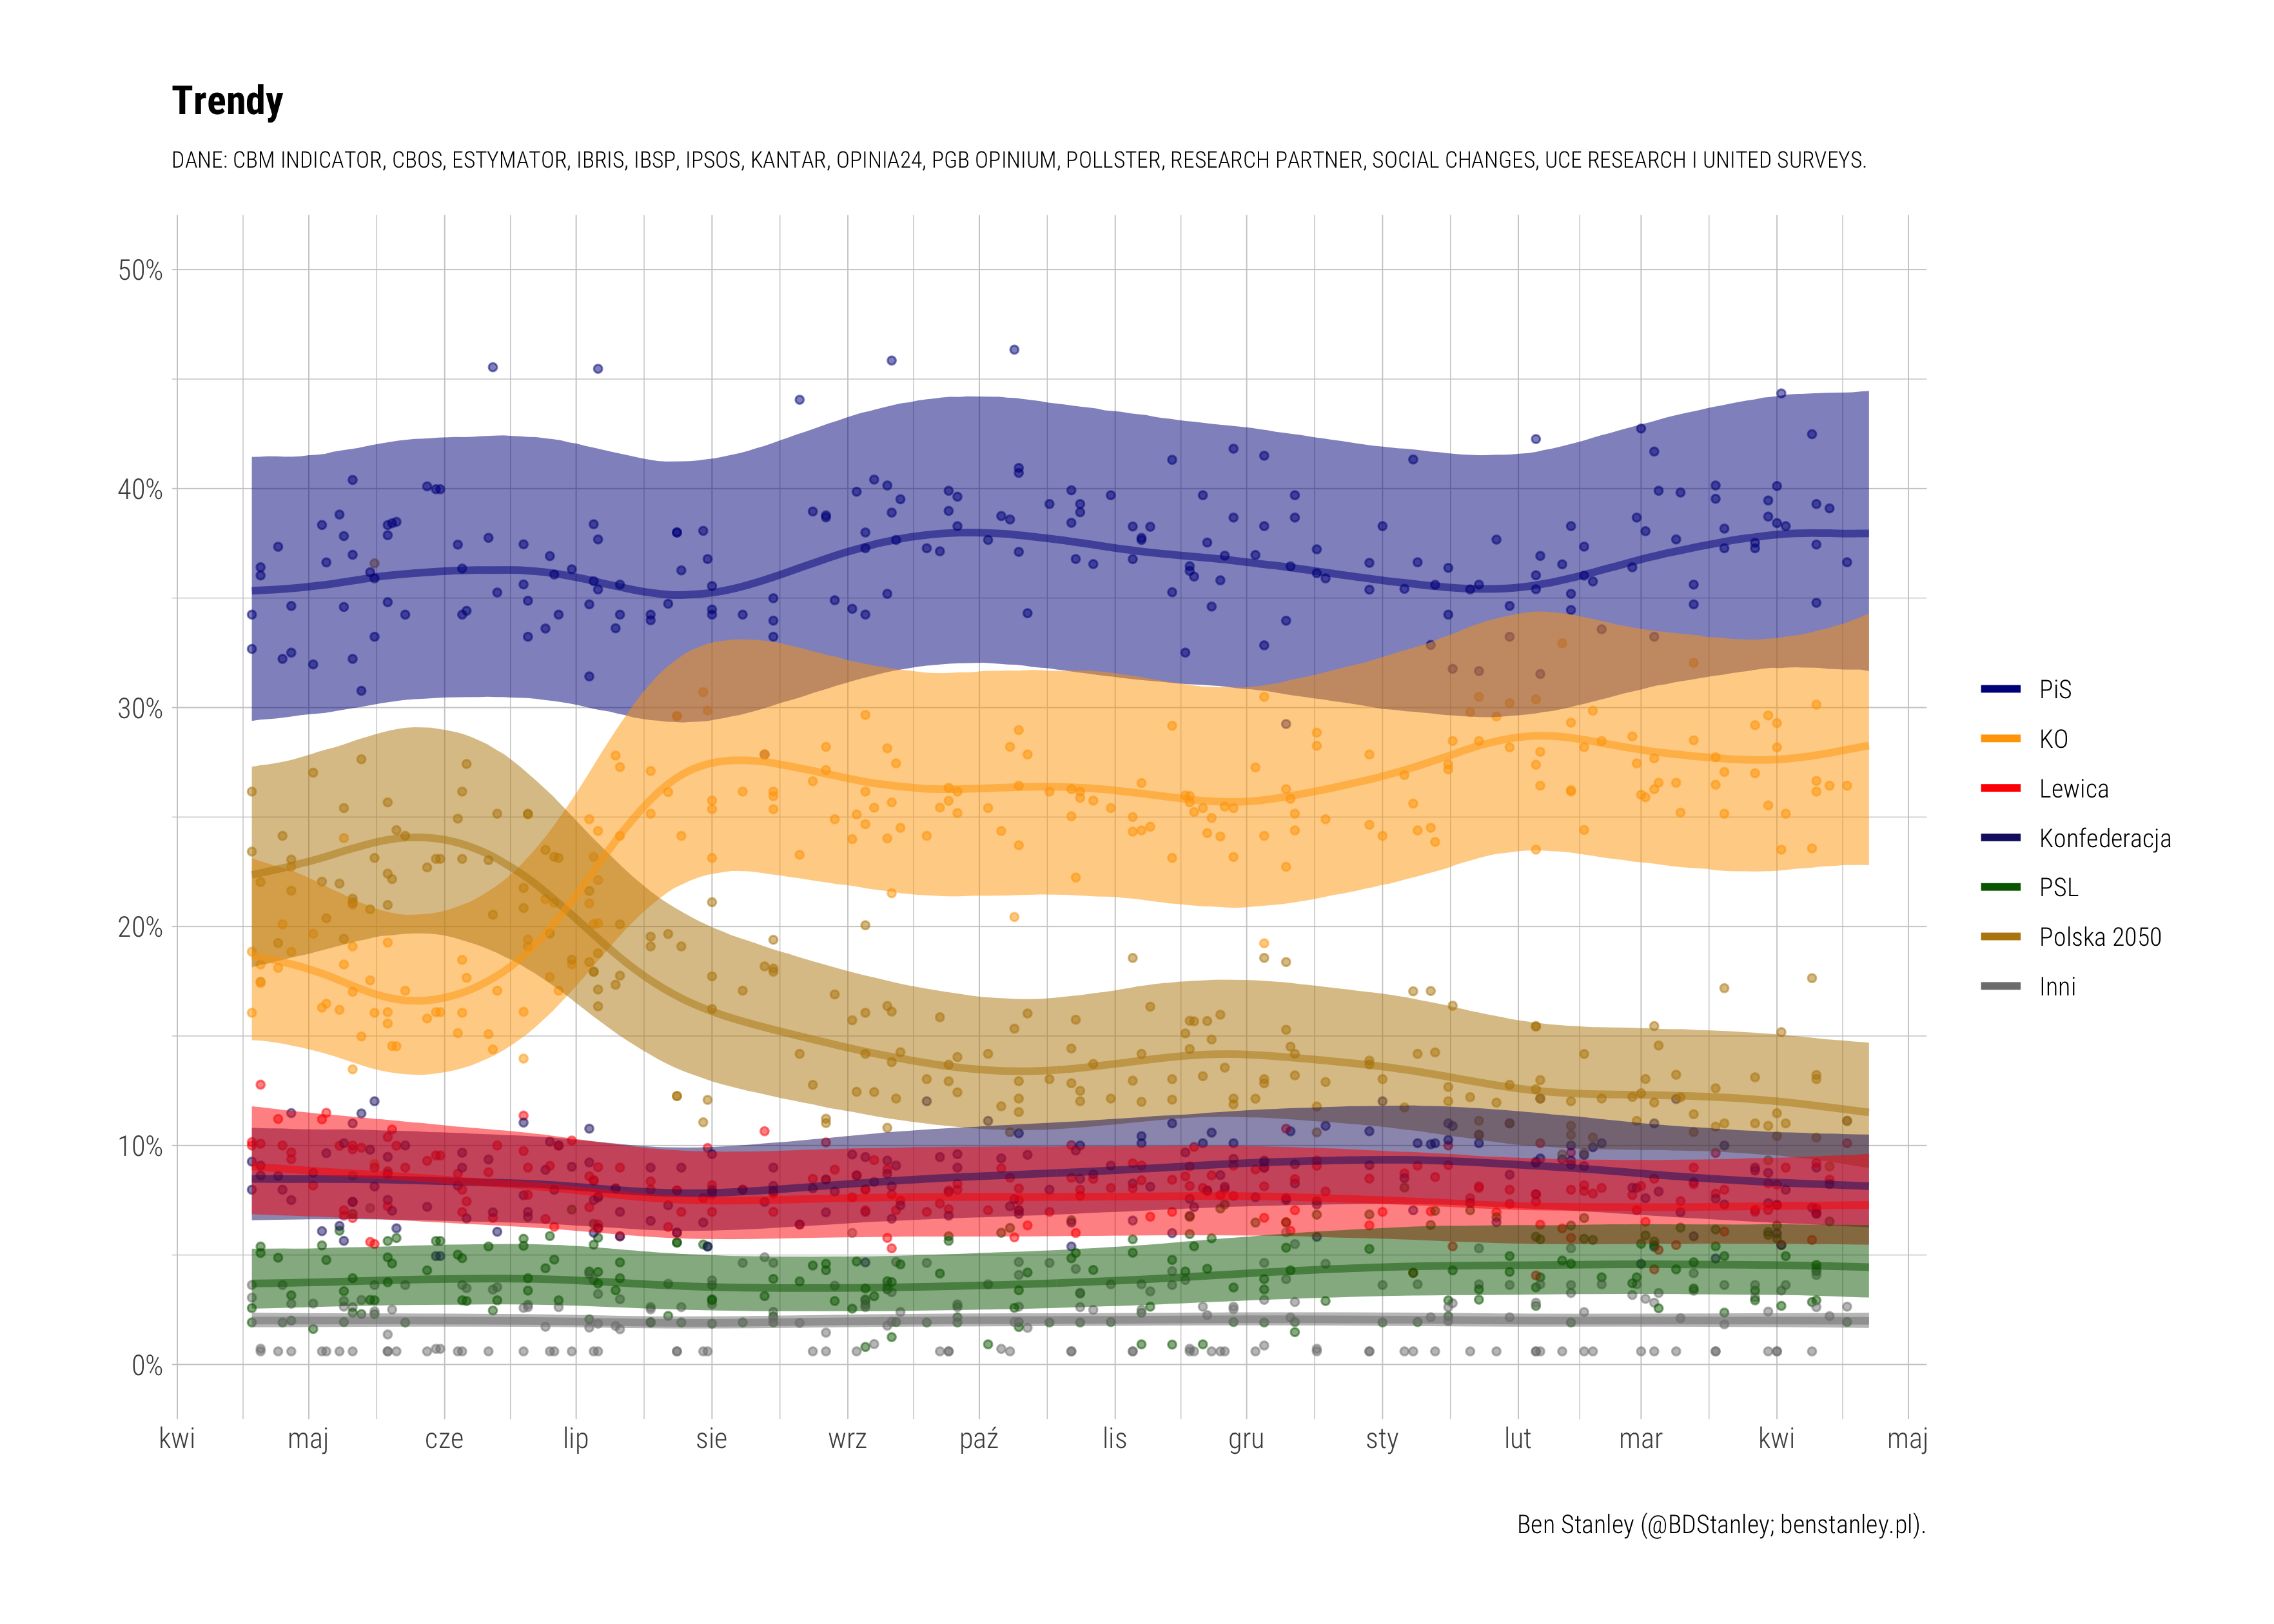 Trendy
DANE: CBM INDICATOR, CBOS, ESTYMATOR, IBRIS, IBSP, IPSOS, KANTAR, OPINIA24, PGB OPINIUM, POLLSTER, RESEARCH PARTNER, SOCIAL CHANGES, UCE RESEARCH I UNITED SURVEYS.
50%
40%
30%
20%
10%
0%
kwi maj cze lip sie wrz paź lis gru sty lut mar kwi maj
PiS
KO
Lewica
Konfederacja
PSL
Polska 2050
Inni
Ben Stanley (@BDStanley; benstanley.pl).